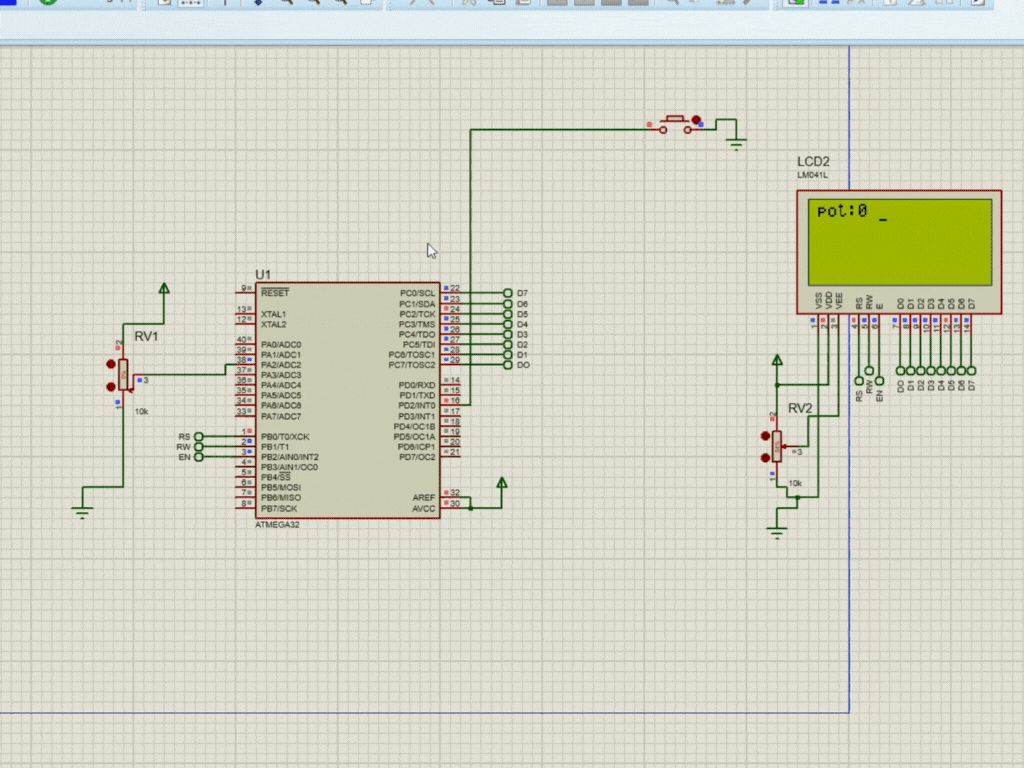 LCD2
LM041L
pot:0 _
VSS VDD VEE RS RW E D0 D1 D2 D3 D4 D5 D6 D7
1 2 3 4 5 6 7 8 9 10 11 12 13 14
RS RW EN DO D1 D2 D3 D4 D5 D6 D7
U1
9 RESET
13 XTAL1
12 XTAL2
40 PA0/ADC0
39 PA1/ADC1
38 PA2/ADC2
37 PA3/ADC3
36 PA4/ADC4
35 PA5/ADC5
34 PA6/ADC6
33 PA7/ADC7
RS 1 PB0/T0/XCK
RW 2 PB1/T1
EN 3 PB2/AIN0/INT2
4 PB3/AIN1/OC0
5 PB4/SS
6 PB5/MOSI
7 PB6/MISO
8 PB7/SCK
PC0/SCL 22 D7
PC1/SDA 23 D6
PC2/TCK 24 D5
PC3/TMS 25 D4
PC4/TDO 26 D3
PC5/TDI 27 D2
PC6/TOSC1 28 D1
PC7/TOSC2 29 DO
PD0/RXD 14
PD1/TXD 15
PD2/INT0 16
PD3/INT1 17
PD4/OC1B 18
PD5/OC1A 19
PD6/ICP1 20
PD7/OC2 21
AREF 32
AVCC 30
ATMEGA32
RV1
2
3
1
10k
RV2
2
3
1
10k